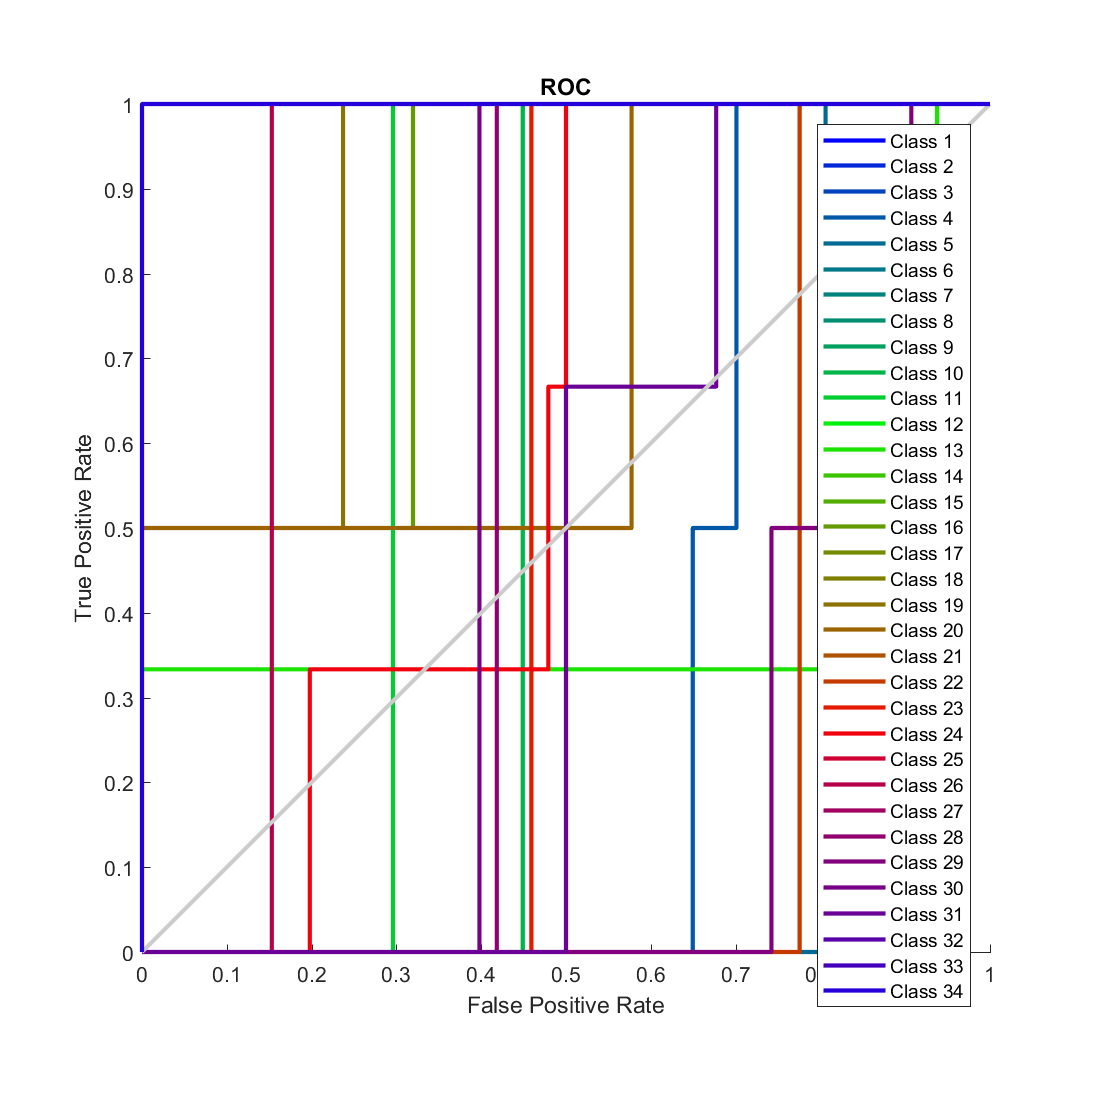 ROC
1
0.9
0.8
0.7
0.6
0.5
0.4
0.3
0.2
0.1
0
True Positive Rate
0 0.1 0.2 0.3 0.4 0.5 0.6 0.7 1
False Positive Rate
Class 1
Class 2
Class 3
Class 4
Class 5
Class 6
Class 7
Class 8
Class 9
Class 10
Class 11
Class 12
Class 13
Class 14
Class 15
Class 16
Class 17
Class 18
Class 19
Class 20
Class 21
Class 22
Class 23
Class 24
Class 25
Class 26
Class 27
Class 28
Class 29
Class 30
Class 31
Class 32
Class 33
Class 34